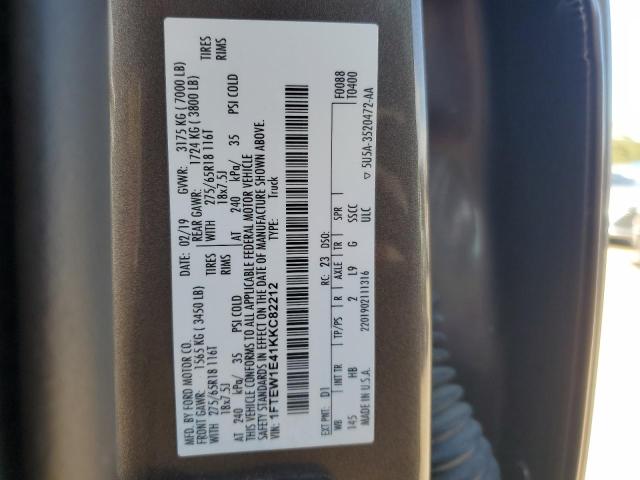 MFD. BY FORD MOTOR CO.
DATE: 02/19 GVWR: 3175 KG ( 7000 LB)
FRONT GAWR: 1565 KG ( 3450 LB) REAR GAWR: 1724 KG ( 3800 LB)
WITH 275/65R18 116T TIRES WITH 275/65R18 116T TIRES
18x7.5J RIMS 18x7.5J RIMS
AT 240 kPa/ 35 PSI COLD AT 240 kPa/ 35 PSI COLD
THIS VEHICLE CONFORMS TO ALL APPLICABLE FEDERAL MOTOR VEHICLE
SAFETY STANDARDS IN EFFECT ON THE DATE OF MANUFACTURE SHOWN ABOVE.
VIN: 1FTEW1E41KKC82212 TYPE: Truck
F0088
EXT PNT: D1 RC: 23 DSO: T0400
WB INT TR TP/PS R AXLE TR SPR
145 HB 2 L9 G SSCC
MADE IN U.S.A. 2201902111316 ULC ▽ 5U5A-3520472-AA